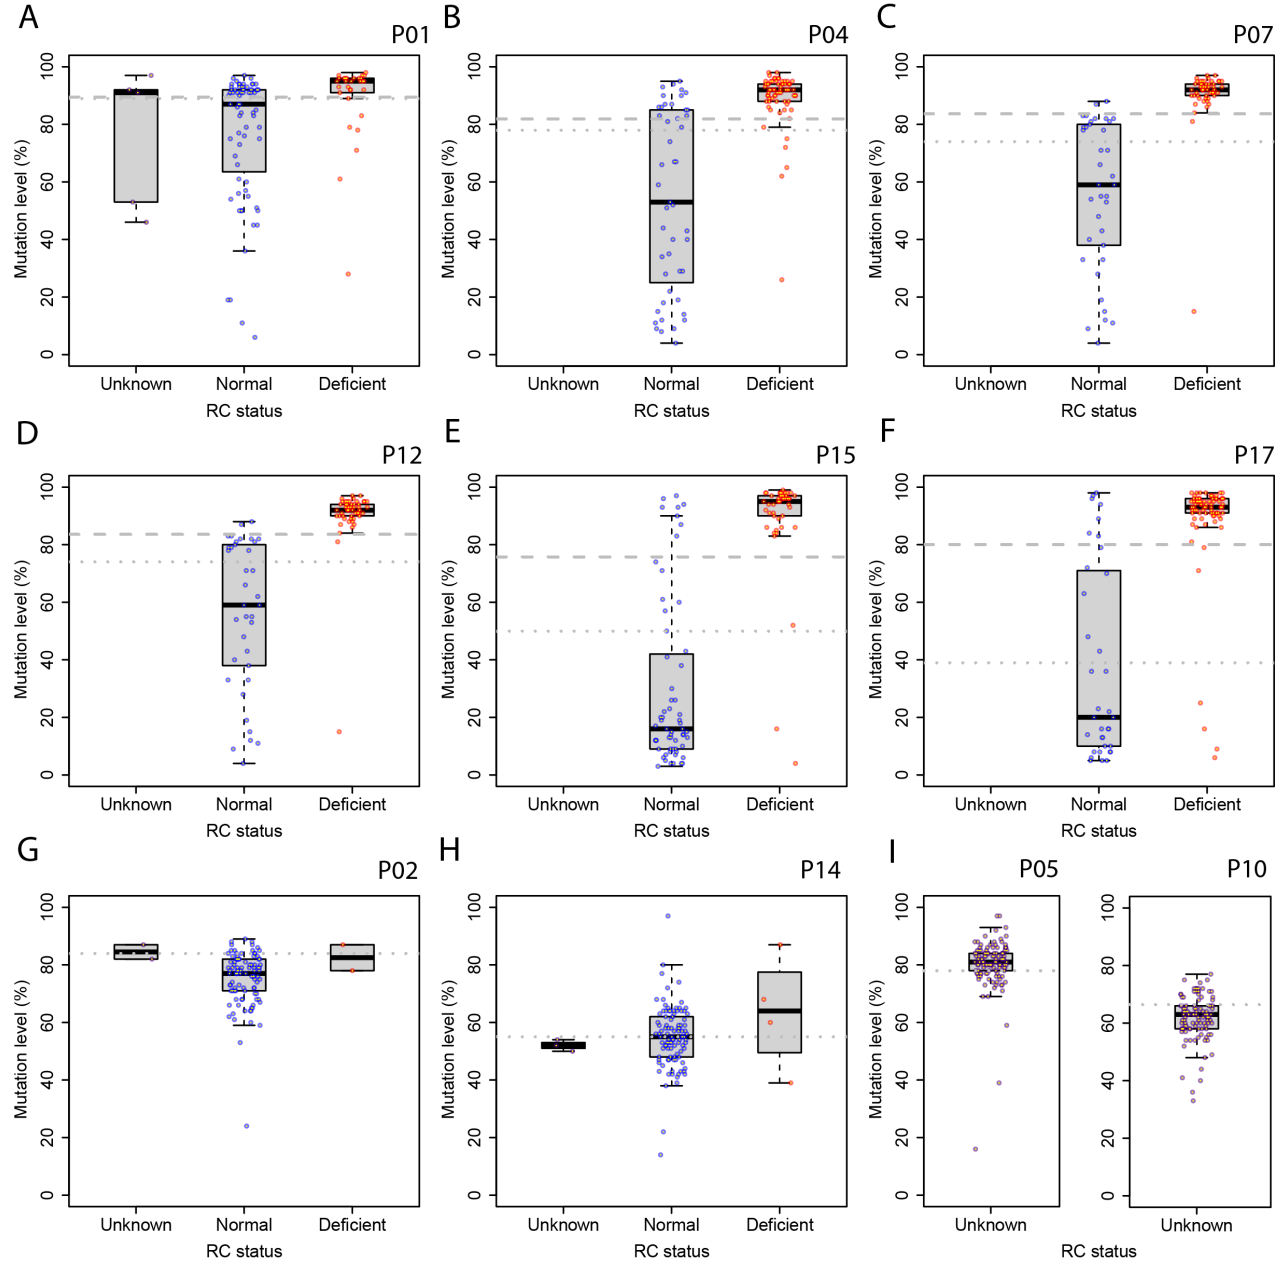 A
P01
B
P04
C
P07
Mutation level (%)
0 20 40 60 80 100
Unknown Normal Deficient
RC status
Mutation level (%)
0 20 40 60 80 100
Unknown Normal Deficient
RC status
Mutation level (%)
0 20 40 60 80 100
Unknown Normal Deficient
RC status
D
P12
E
P15
F
P17
Mutation level (%)
0 20 40 60 80 100
Unknown Normal Deficient
RC status
Mutation level (%)
0 20 40 60 80 100
Unknown Normal Deficient
RC status
Mutation level (%)
0 20 40 60 80 100
Unknown Normal Deficient
RC status
G
P02
H
P14
I
P05
P10
Mutation level (%)
0 20 40 60 80 100
Unknown Normal Deficient
RC status
Mutation level (%)
0 20 40 60 80 100
Unknown Normal Deficient
RC status
Mutation level (%)
0 20 40 60 80 100
Unknown
0 20 40 60 80 100
Unknown
RC status